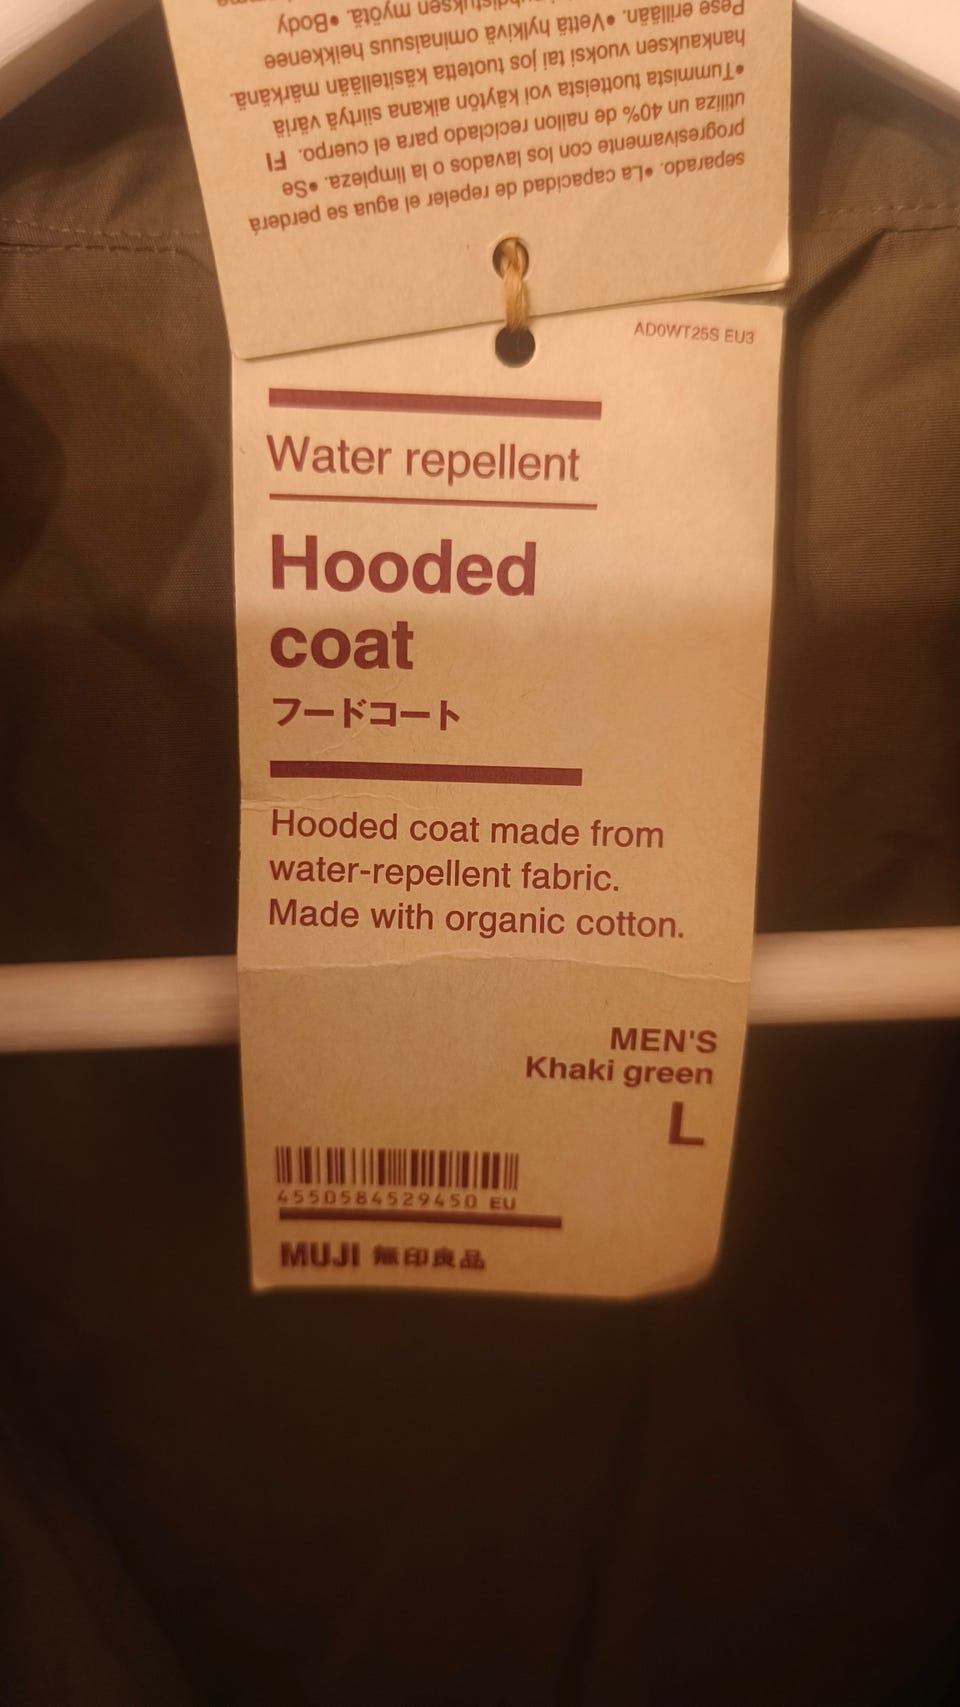 separado. •La capacidad de repeler el agua se perderá
progresivamente con los lavados o la limpieza. •Se
utiliza un 40% de nailon reciclado para el cuerpo. FI
•Tummista tuotteista voi käytön aikana siirtyä väriä
hankauksen vuoksi tai jos tuotetta käsitellään märkänä.
Pese erillään. •Vettä hylkivä ominaisuus heikkenee
myötä. •Body
AD0WT25S EU3
Water repellent
Hooded
coat
フードコート
Hooded coat made from
water-repellent fabric.
Made with organic cotton.
MEN'S
Khaki green
L
4550584529450 EU
MUJI 無印良品